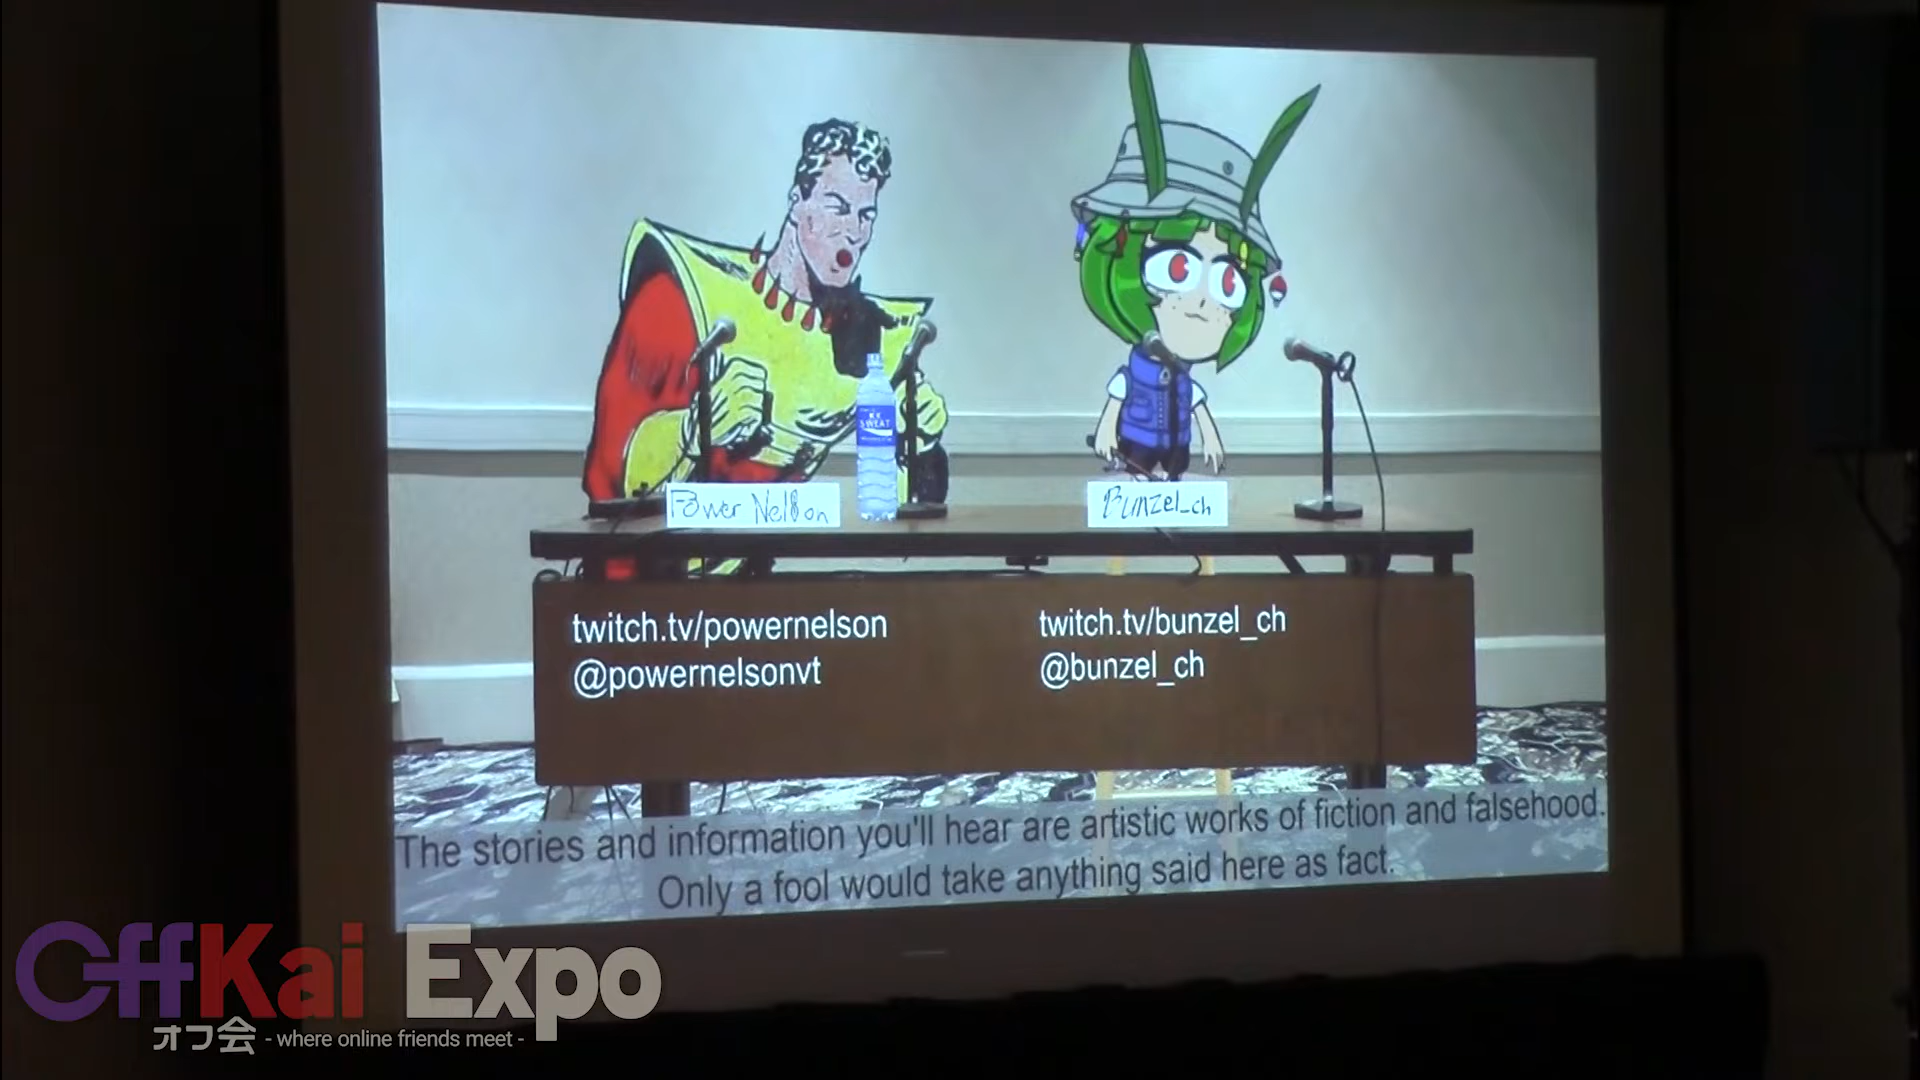 KK
SWEAT
Power Nelson
Bunzel_ch
twitch.tv/powernelson
@powernelsonvt
twitch.tv/bunzel_ch
@bunzel_ch
The stories and information you'll hear are artistic works of fiction and falsehood.
Only a fool would take anything said here as fact.
OffKai Expo
オフ会 - where online friends meet -